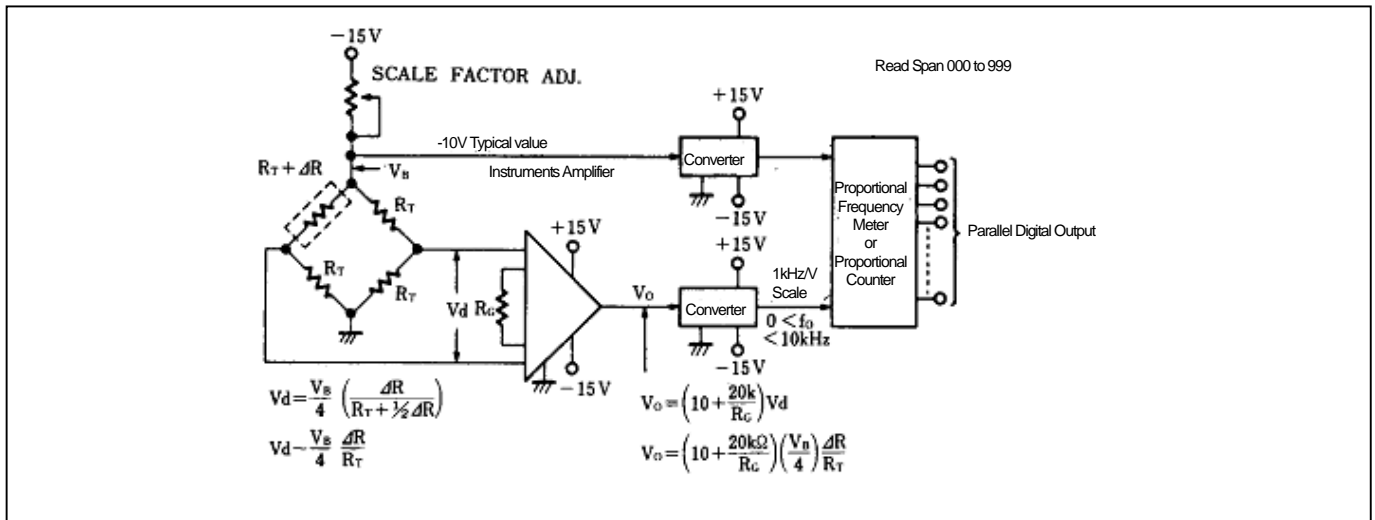 −15V
SCALE FACTOR ADJ.
Read Span 000 to 999
+15V
-10V Typical value
Converter
R_T + ΔR
V_B
Instruments Amplifier
R_T
−15V
Proportional
Frequency
Meter
or
Proportional
Counter
Parallel Digital Output
+15V
+15V
1kHz/V
Scale
R_T
R_T
Vd
R_G
V_O
Converter
0 < f_O
< 10kHz
−15V
−15V
Vd = V_B/4 (ΔR/(R_T + ½ΔR))
V_O = (10 + 20k/R_G) Vd
Vd − V_B/4 ΔR/R_T
V_O = (10 + 20kΩ/R_G) (V_B/4) ΔR/R_T